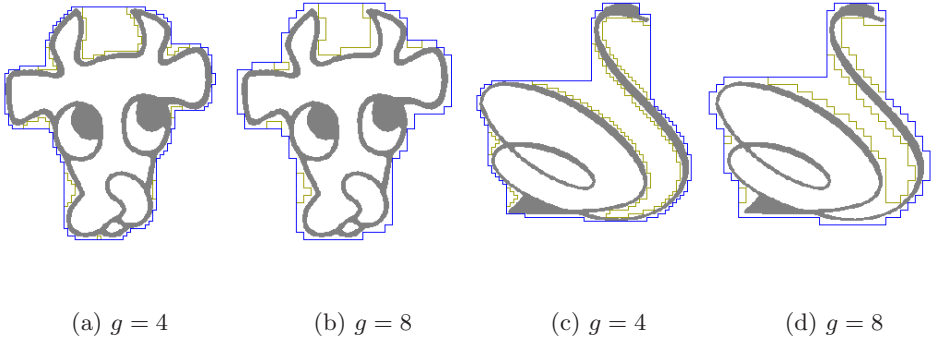 (a) g = 4 (b) g = 8 (c) g = 4 (d) g = 8